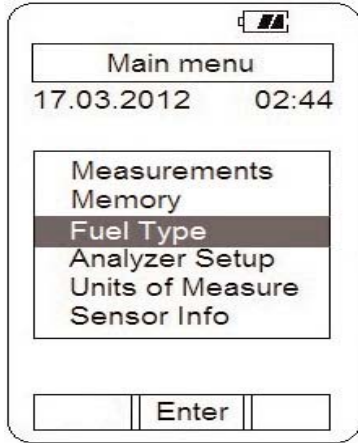 Main menu
17.03.2012 02:44
Measurements
Memory
Fuel Type
Analyzer Setup
Units of Measure
Sensor Info
Enter